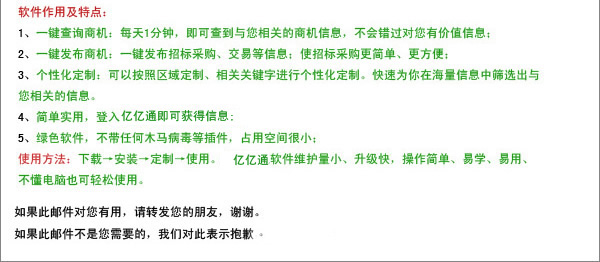 软件作用及特点：
1、一键查询商机：每天1分钟，即可查到与您相关的商机信息，不会错过对您有价值信息；
2、一键发布商机：一键发布招标采购、交易等信息；使招标采购更简单、更方便；
3、个性化定制：可以按照区域定制、相关关键字进行个性化定制。快速为你在海量信息中筛选出与
您相关的信息。
4、简单实用，登入亿亿通即可获得信息；
5、绿色软件，不带任何木马病毒等插件，占用空间很小；
使用方法：下载→安装→定制→使用。 亿亿通软件维护量小、升级快，操作简单、易学、易用、
不懂电脑也可轻松使用。
如果此邮件对您有用，请转发您的朋友，谢谢。
如果此邮件不是您需要的，我们对此表示抱歉。